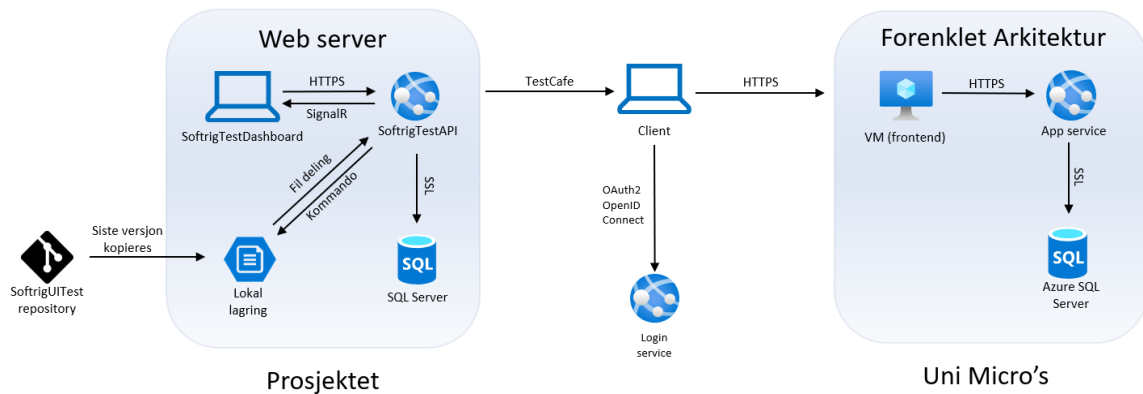 Web server
HTTPS
SignalR
SoftrigTestDashboard
SoftrigTestAPI
Fil deling
Kommando
SSL
Siste versjon
kopieres
SoftrigUITest
repository
Lokal
lagring
SQL
SQL Server
Prosjektet
TestCafe
Client
HTTPS
OAuth2
OpenID
Connect
Login
service
Forenklet Arkitektur
VM (frontend)
HTTPS
App service
SSL
SQL
Azure SQL
Server
Uni Micro's